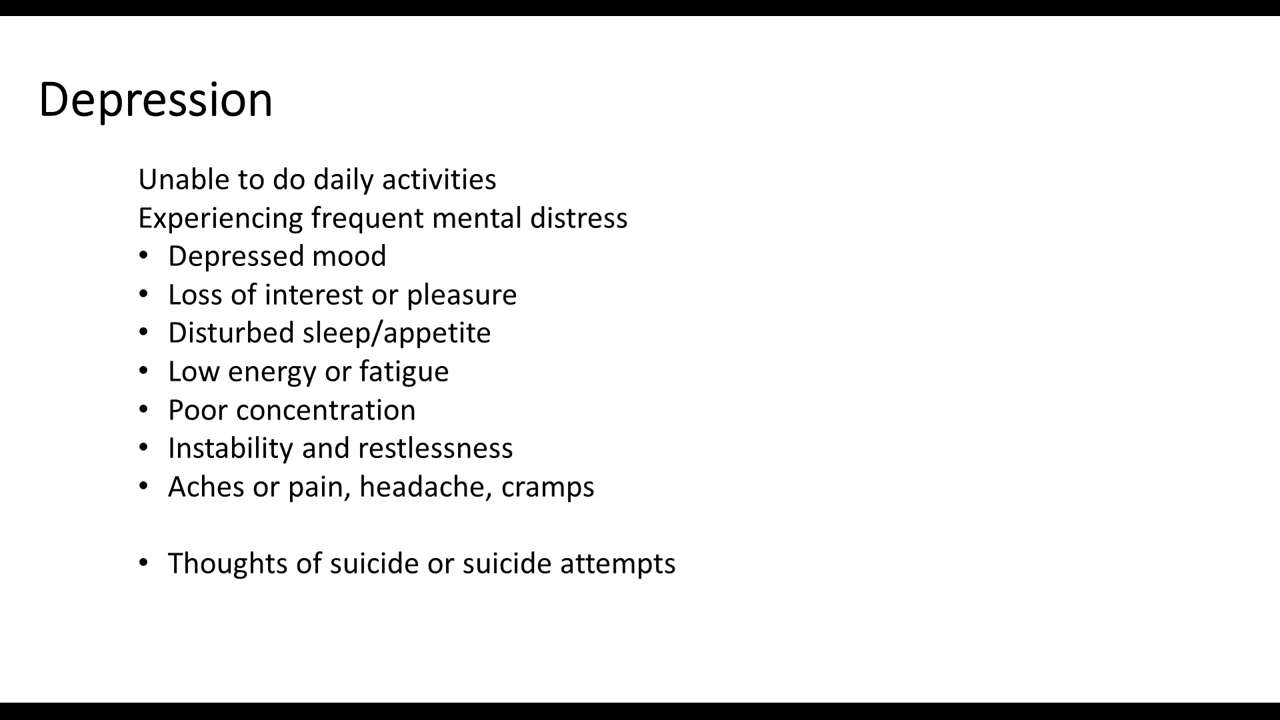 Depression
Unable to do daily activities
Experiencing frequent mental distress
• Depressed mood
• Loss of interest or pleasure
• Disturbed sleep/appetite
• Low energy or fatigue
• Poor concentration
• Instability and restlessness
• Aches or pain, headache, cramps
• Thoughts of suicide or suicide attempts